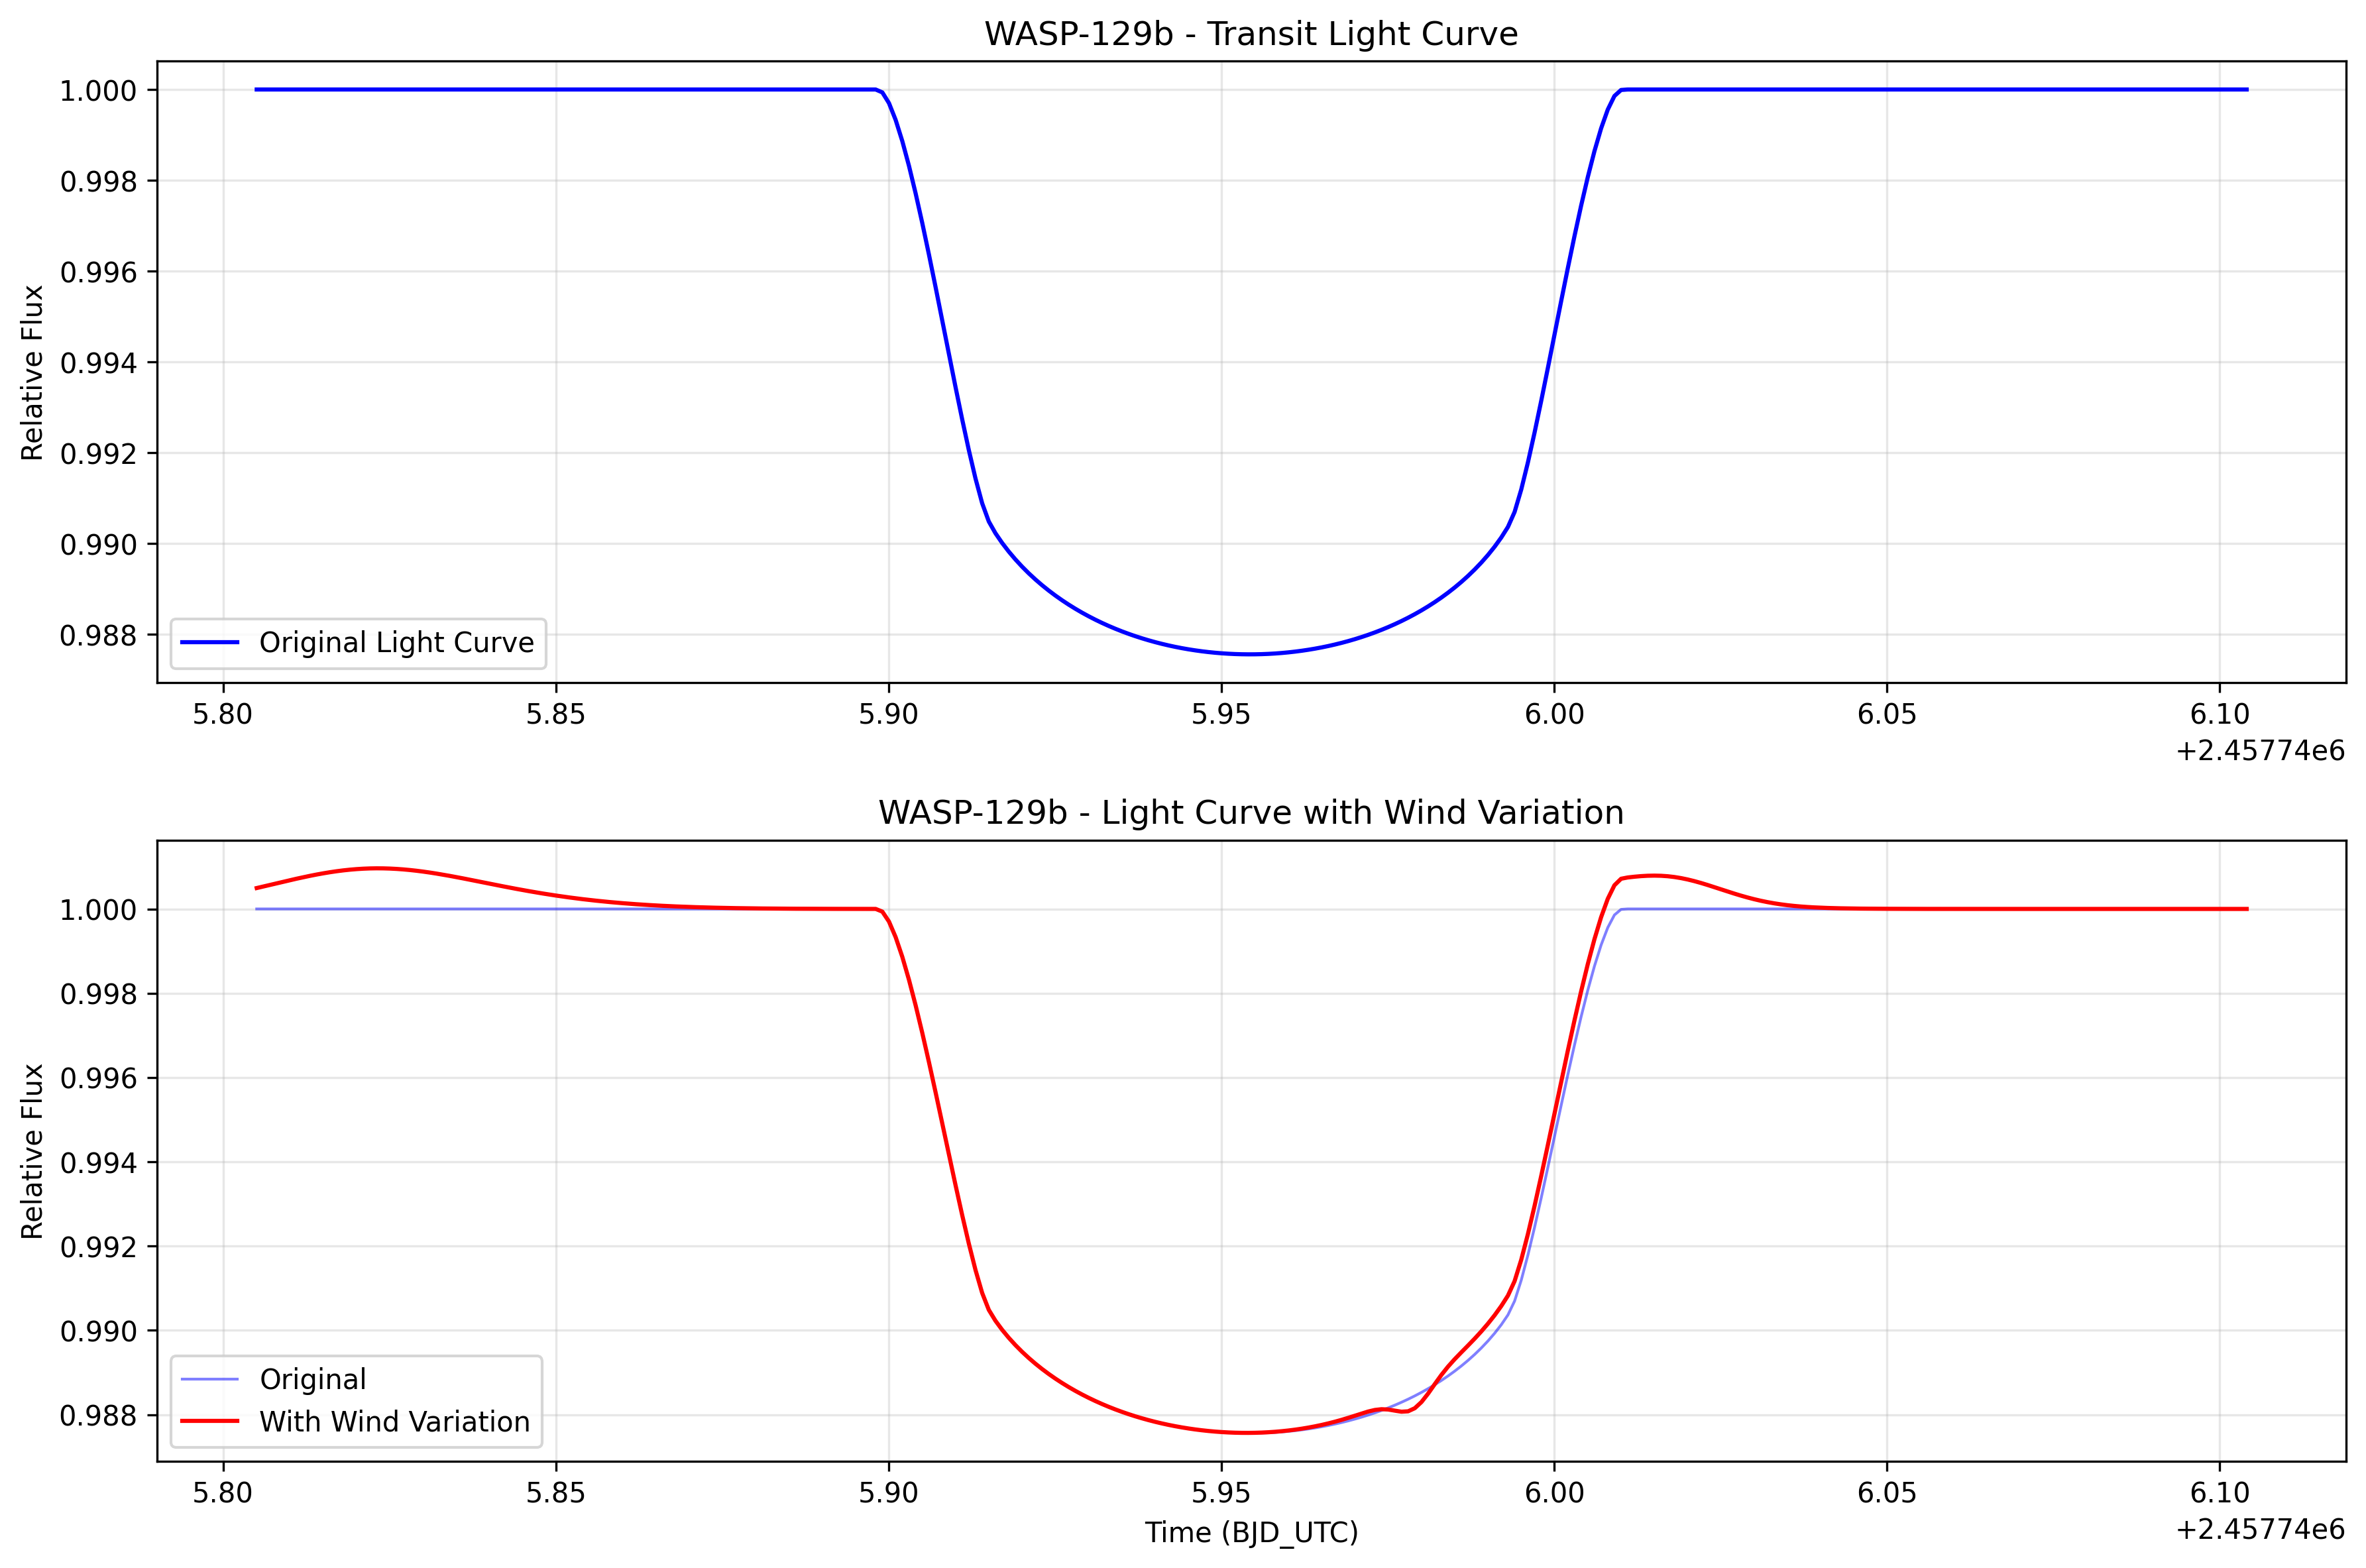 WASP-129b - Transit Light Curve
1.000
0.998
0.996
0.994
0.992
0.990
0.988
Relative Flux
Original Light Curve
5.80 5.85 5.90 5.95 6.00 6.05 6.10
+2.45774e6
WASP-129b - Light Curve with Wind Variation
1.000
0.998
0.996
0.994
0.992
0.990
0.988
Relative Flux
Original
With Wind Variation
5.80 5.85 5.90 5.95 6.00 6.05 6.10
Time (BJD_UTC)
+2.45774e6